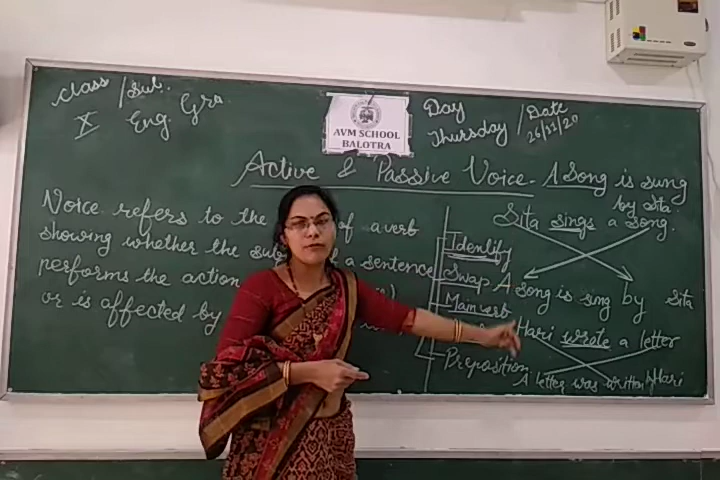 Class / Sub. Gra.
X Eng.
AVM SCHOOL
BALOTRA
Day / Date
Thursday 26/11/20
Active & Passive Voice - A Song is sung
by Sita.
Voice refers to the of a verb
showing whether the a sentence
performs the action
or is affected by
Identify
Swap
Main verb
Preposition
Sita sings a song.
A song is sing by Sita
Hari wrote a letter
A letter was written by Hari